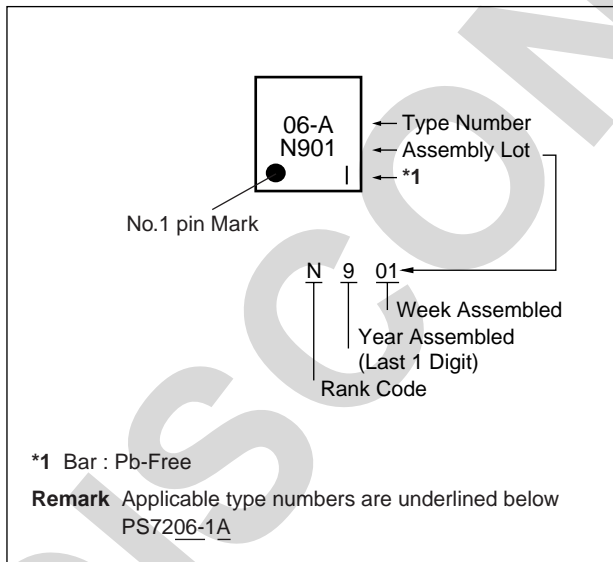 06-A
N901
Type Number
Assembly Lot
*1
No.1 pin Mark
N 9 01
Week Assembled
Year Assembled
(Last 1 Digit)
Rank Code
*1 Bar : Pb-Free
Remark Applicable type numbers are underlined below
PS7206-1A